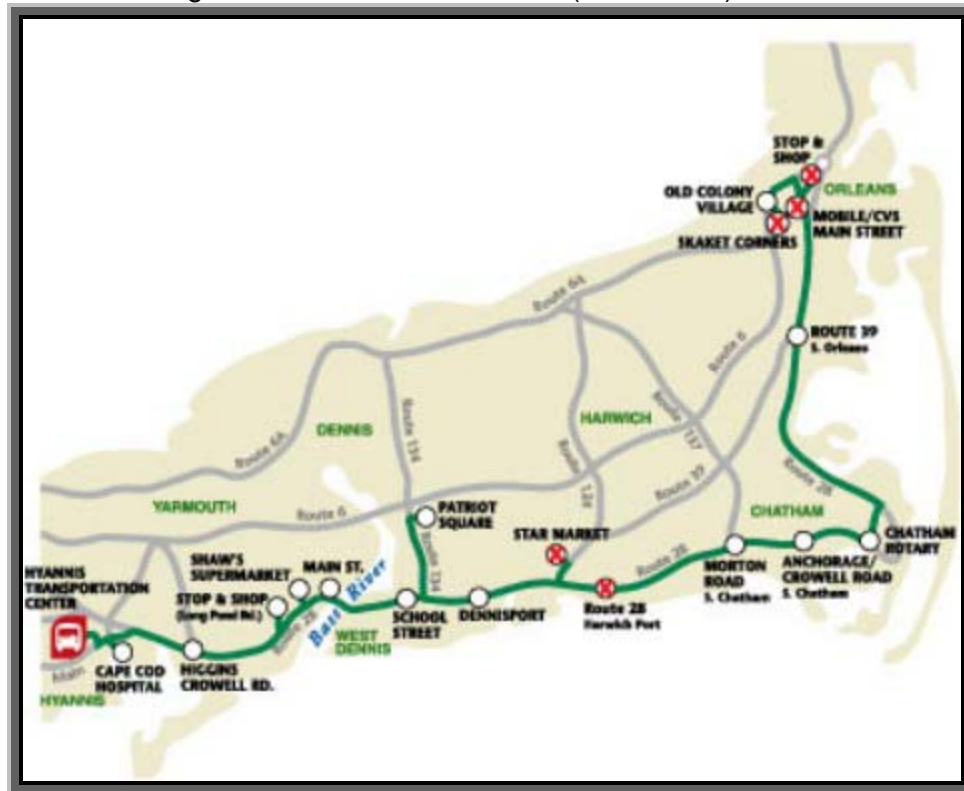 STOP &
SHOP
ORLEANS
OLD COLONY
VILLAGE
MOBILE/CVS
MAIN STREET
SKAKET CORNERS
Route 6A
ROUTE 39
S. Orleans
Route 6
HARWICH
Route 137
DENNIS
Route 134
Route 6A
Route 124
Route 39
Route 28
YARMOUTH
Route 6
PATRIOT
SQUARE
CHATHAM
STAR MARKET
CHATHAM
ROTARY
SHAW'S
SUPERMARKET
MAIN ST.
Bass River
Route 134
Route 28
MORTON
ROAD
S. Chatham
ANCHORAGE/
CROWELL ROAD
S. Chatham
HYANNIS
TRANSPORTATION
CENTER
STOP & SHOP
(Long Pond Rd.)
Route 28
SCHOOL
STREET
DENNISPORT
Route 28
Harwich Port
WEST
DENNIS
Main
CAPE COD
HOSPITAL
HIGGINS
CROWELL RD.
HYANNIS